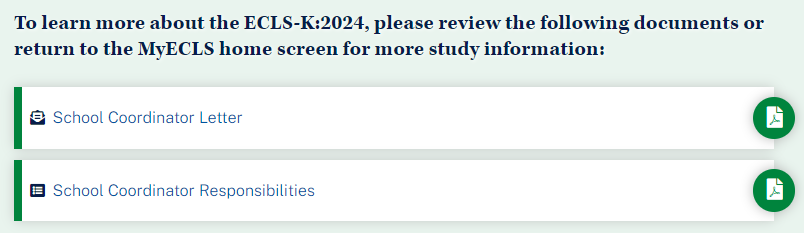 To learn more about the ECLS-K:2024, please review the following documents or
return to the MyECLS home screen for more study information:
School Coordinator Letter
School Coordinator Responsibilities